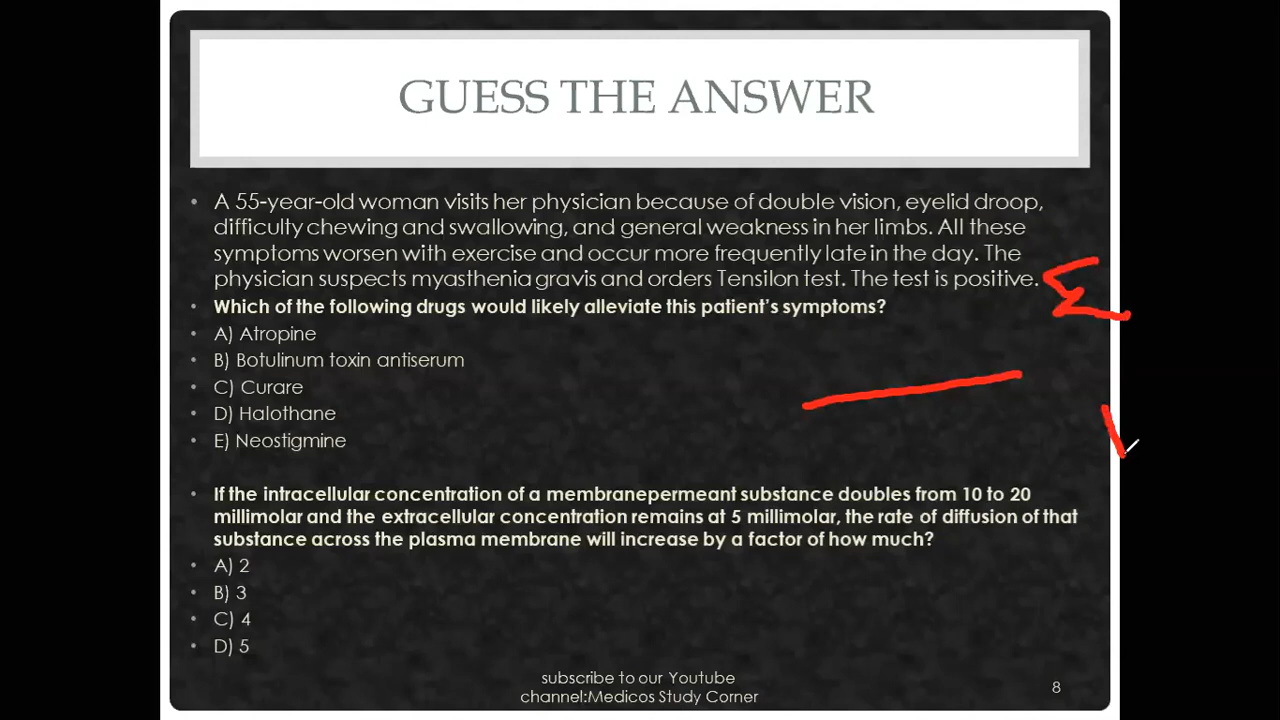 GUESS THE ANSWER
• A 55-year-old woman visits her physician because of double vision, eyelid droop,
difficulty chewing and swallowing, and general weakness in her limbs. All these
symptoms worsen with exercise and occur more frequently late in the day. The
physician suspects myasthenia gravis and orders Tensilon test. The test is positive.
• Which of the following drugs would likely alleviate this patient's symptoms?
• A) Atropine
• B) Botulinum toxin antiserum
• C) Curare
• D) Halothane
• E) Neostigmine
• If the intracellular concentration of a membranepermeant substance doubles from 10 to 20
millimolar and the extracellular concentration remains at 5 millimolar, the rate of diffusion of that
substance across the plasma membrane will increase by a factor of how much?
• A) 2
• B) 3
• C) 4
• D) 5
subscribe to our Youtube
channel:Medicos Study Corner
8